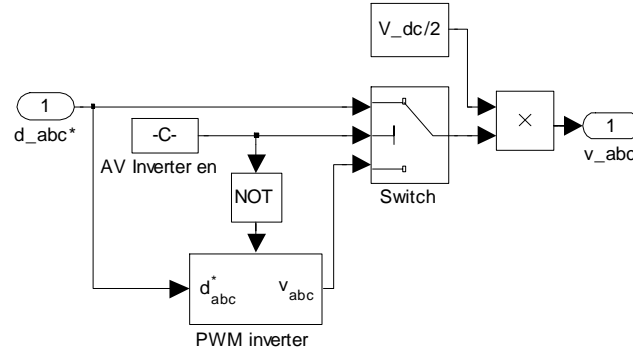 V_dc/2
1
d_abc*
-C-
AV Inverter en
NOT
d*abc
vabc
PWM inverter
Switch
×
1
v_abc